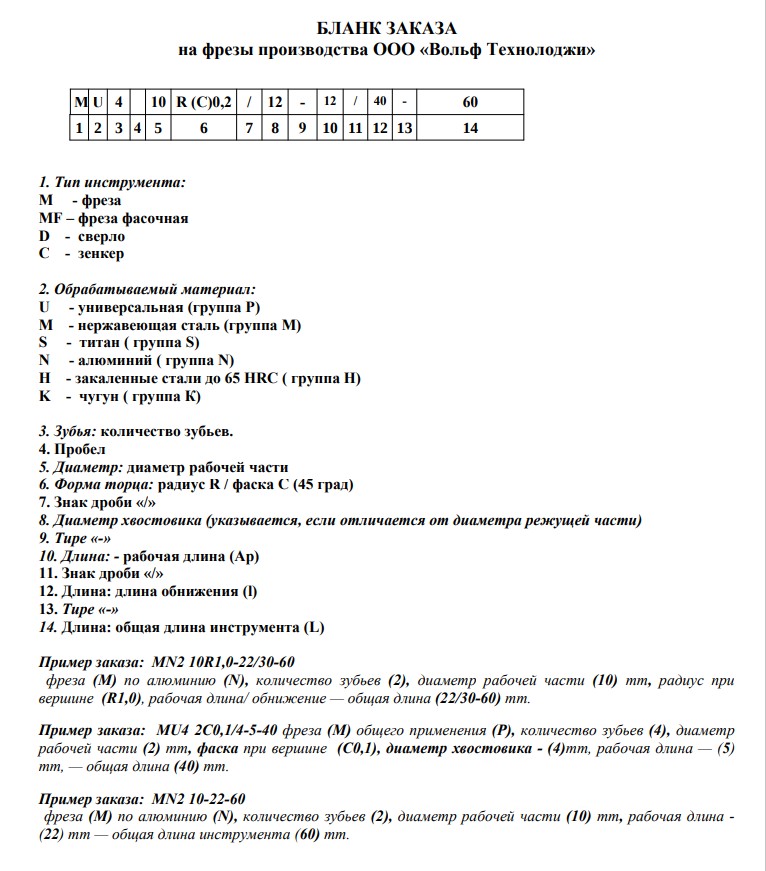 БЛАНК ЗАКАЗА
на фрезы производства ООО «Вольф Технолоджи»
M U 4 10 R (C)0,2 / 12 - 12 / 40 - 60
1 2 3 4 5 6 7 8 9 10 11 12 13 14
1. Тип инструмента:
M - фреза
MF – фреза фасочная
D - сверло
C - зенкер
2. Обрабатываемый материал:
U - универсальная (группа P)
M - нержавеющая сталь (группа M)
S - титан ( группа S)
N - алюминий ( группа N)
H - закаленные стали до 65 HRC ( группа H)
K - чугун ( группа K)
3. Зубья: количество зубьев.
4. Пробел
5. Диаметр: диаметр рабочей части
6. Форма торца: радиус R / фаска C (45 град)
7. Знак дроби «/»
8. Диаметр хвостовика (указывается, если отличается от диаметра режущей части)
9. Тире «-»
10. Длина: - рабочая длина (Ap)
11. Знак дроби «/»
12. Длина: длина обнижения (l)
13. Тире «-»
14. Длина: общая длина инструмента (L)
Пример заказа: MN2 10R1,0-22/30-60
фреза (M) по алюминию (N), количество зубьев (2), диаметр рабочей части (10) mm, радиус при
вершине (R1,0), рабочая длина/ обнижение — общая длина (22/30-60) mm.
Пример заказа: MU4 2C0,1/4-5-40 фреза (M) общего применения (P), количество зубьев (4), диаметр
рабочей части (2) mm, фаска при вершине (C0,1), диаметр хвостовика - (4)mm, рабочая длина — (5)
mm, — общая длина (40) mm.
Пример заказа: MN2 10-22-60
фреза (M) по алюминию (N), количество зубьев (2), диаметр рабочей части (10) mm, рабочая длина -
(22) mm — общая длина инструмента (60) mm.